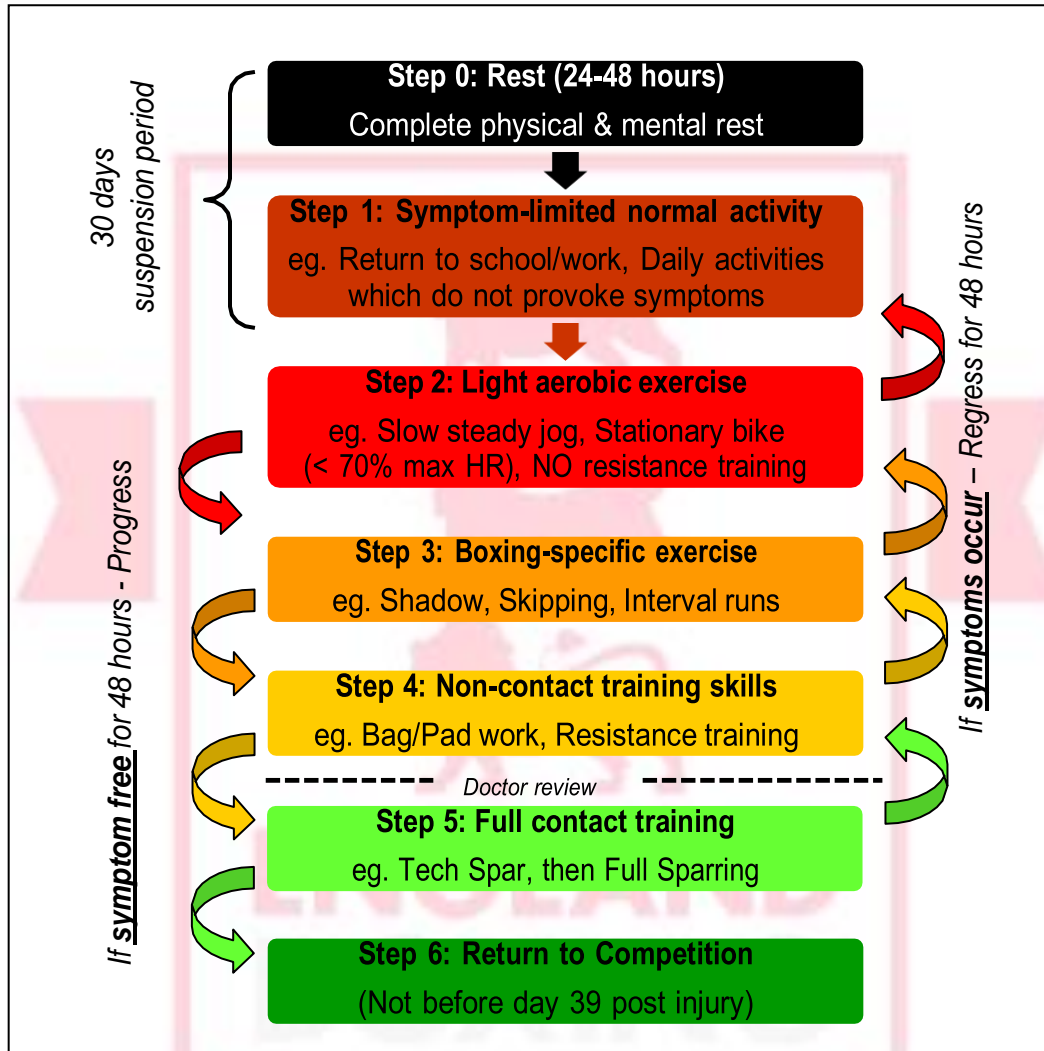 Step 0: Rest (24-48 hours)
Complete physical & mental rest
30 days
suspension period
Step 1: Symptom-limited normal activity
eg. Return to school/work, Daily activities
which do not provoke symptoms
Step 2: Light aerobic exercise
eg. Slow steady jog, Stationary bike
(< 70% max HR), NO resistance training
If symptoms occur – Regress for 48 hours
Step 3: Boxing-specific exercise
eg. Shadow, Skipping, Interval runs
If symptom free for 48 hours - Progress
Step 4: Non-contact training skills
eg. Bag/Pad work, Resistance training
Doctor review
Step 5: Full contact training
eg. Tech Spar, then Full Sparring
ENGLAND
Step 6: Return to Competition
(Not before day 39 post injury)
BOXING